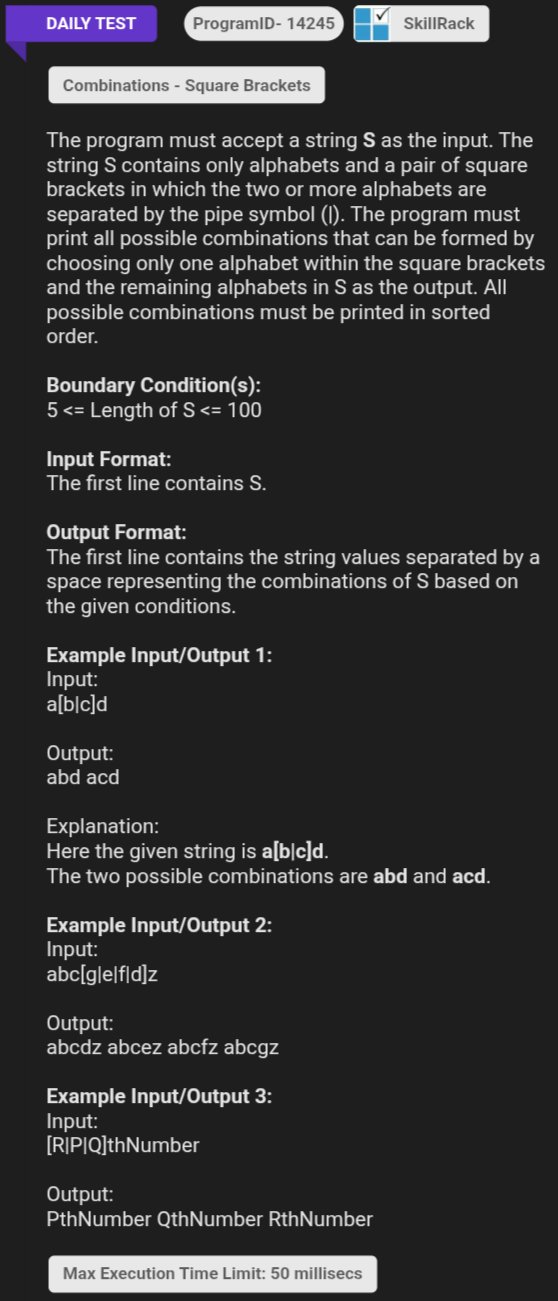 DAILY TEST
ProgramID- 14245
SkillRack
Combinations - Square Brackets
The program must accept a string S as the input. The
string S contains only alphabets and a pair of square
brackets in which the two or more alphabets are
separated by the pipe symbol (|). The program must
print all possible combinations that can be formed by
choosing only one alphabet within the square brackets
and the remaining alphabets in S as the output. All
possible combinations must be printed in sorted
order.
Boundary Condition(s):
5 <= Length of S <= 100
Input Format:
The first line contains S.
Output Format:
The first line contains the string values separated by a
space representing the combinations of S based on
the given conditions.
Example Input/Output 1:
Input:
a[b|c]d
Output:
abd acd
Explanation:
Here the given string is a[b|c]d.
The two possible combinations are abd and acd.
Example Input/Output 2:
Input:
abc[g|e|f|d]z
Output:
abcdz abcez abcfz abcgz
Example Input/Output 3:
Input:
[R|P|Q]thNumber
Output:
PthNumber QthNumber RthNumber
Max Execution Time Limit: 50 millisecs